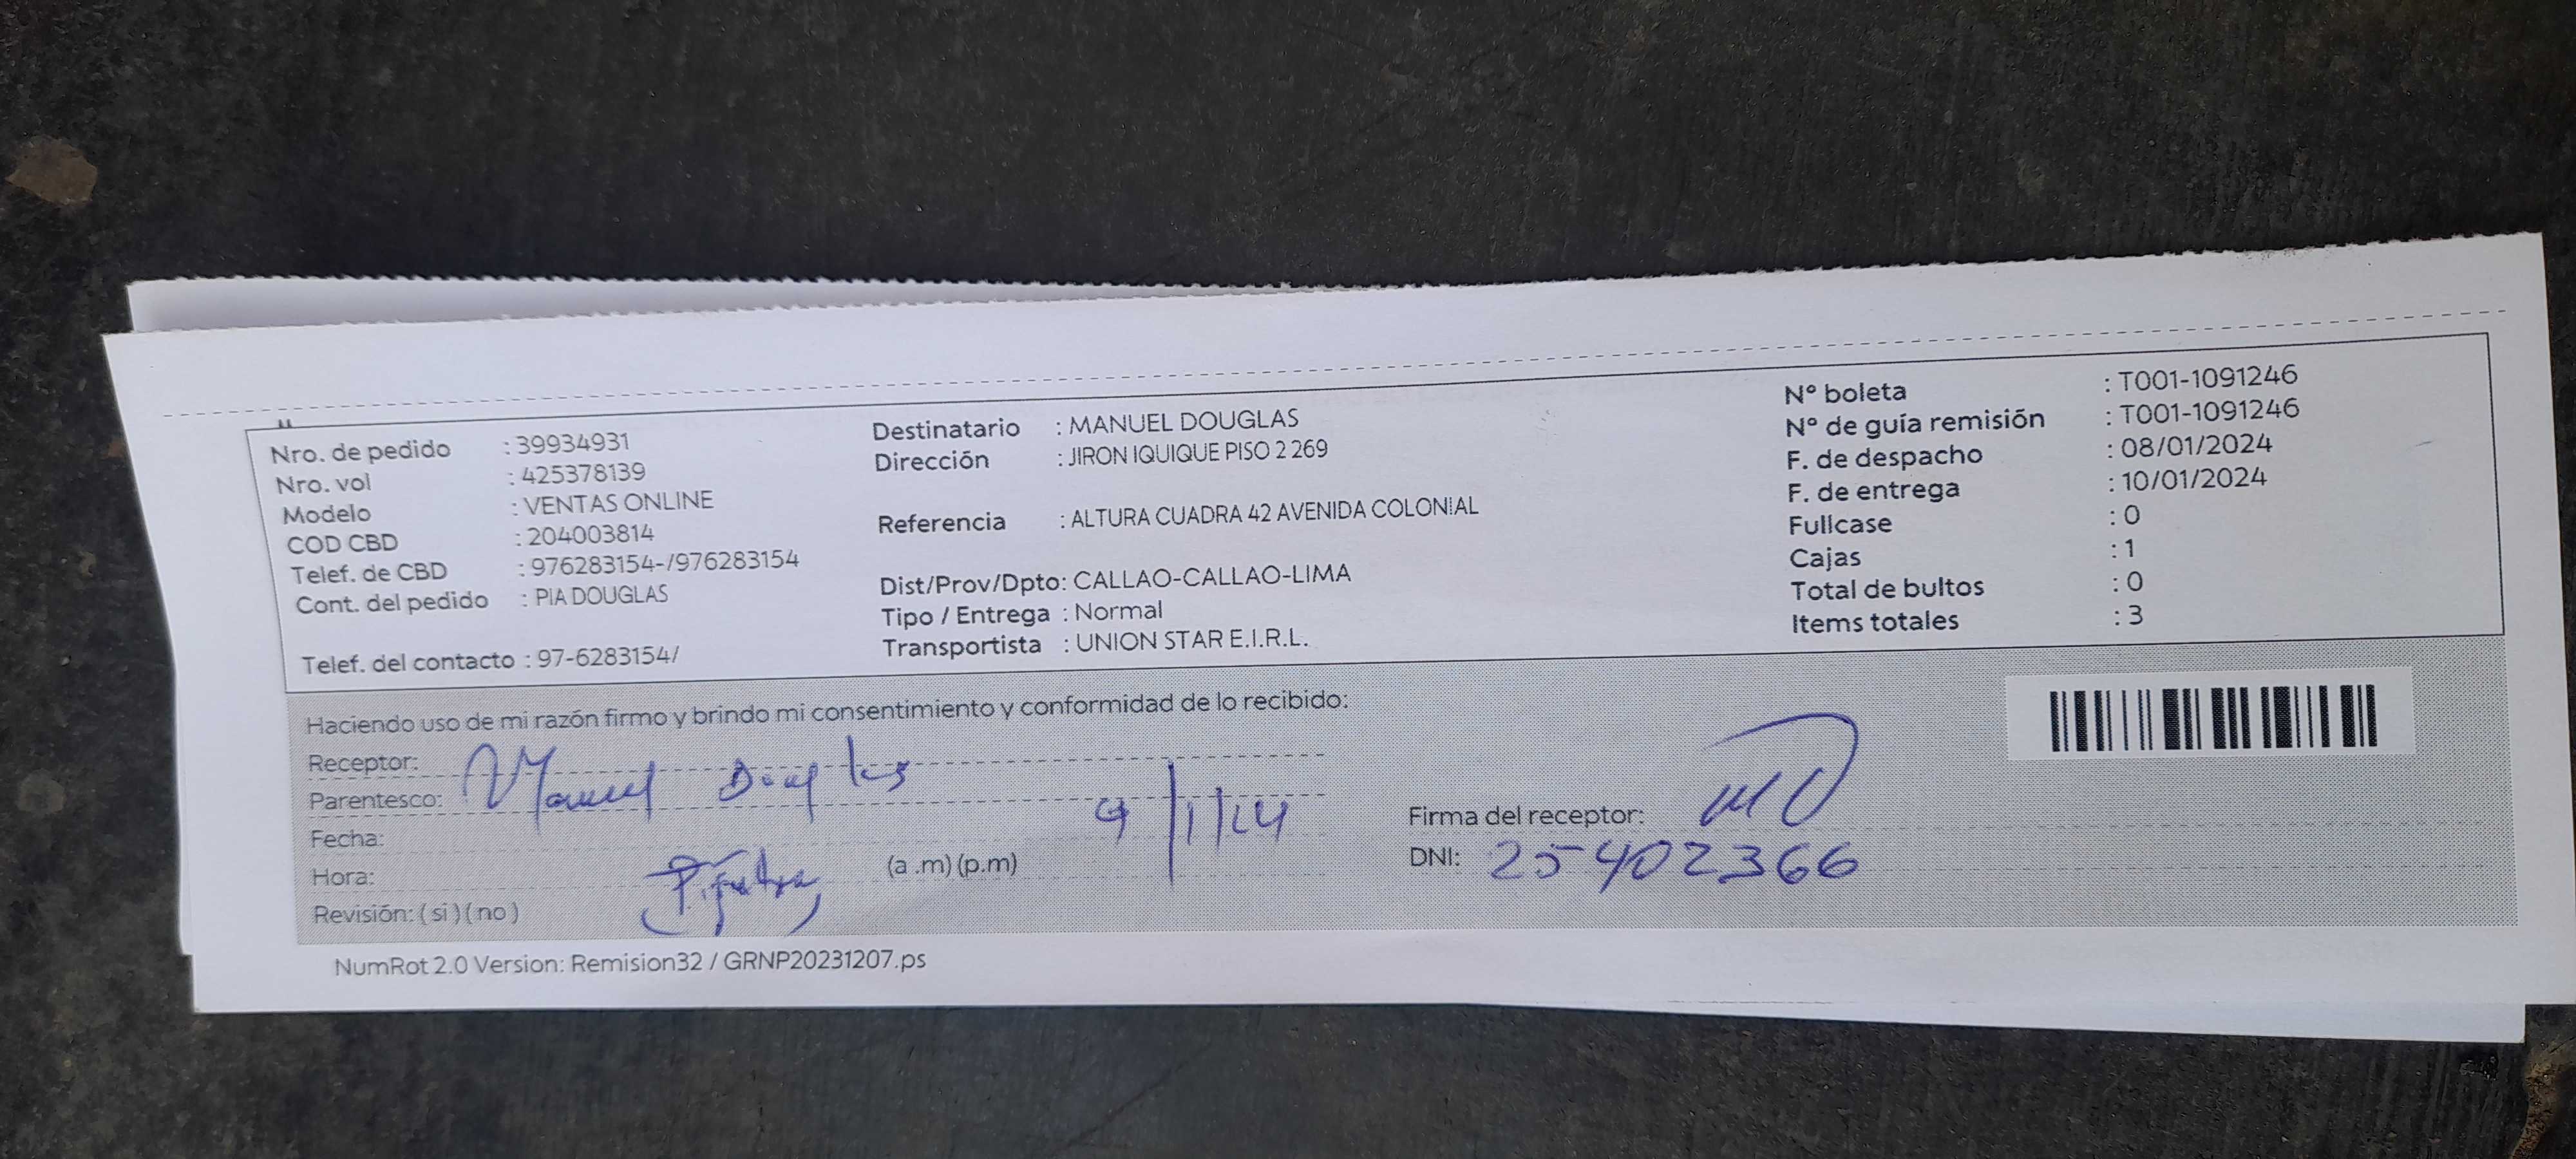 Nro. de pedido : 39934931
Nro. vol : 425378139
Modelo : VENTAS ONLINE
COD CBD : 204003814
Telef. de CBD : 976283154-/976283154
Cont. del pedido : PIA DOUGLAS
Telef. del contacto : 97-6283154/
Destinatario : MANUEL DOUGLAS
Dirección : JIRON IQUIQUE PISO 2 269
Referencia : ALTURA CUADRA 42 AVENIDA COLONIAL
Dist/Prov/Dpto: CALLAO-CALLAO-LIMA
Tipo / Entrega : Normal
Transportista : UNION STAR E.I.R.L.
Nº boleta : T001-1091246
Nº de guía remisión : T001-1091246
F. de despacho : 08/01/2024
F. de entrega : 10/01/2024
Fullcase : 0
Cajas : 1
Total de bultos : 0
Items totales : 3
Haciendo uso de mi razón firmo y brindo mi consentimiento y conformidad de lo recibido:
Receptor: Manuel Douglas
Parentesco:
Fecha: 9/1/24
Hora: (a .m) (p.m)
Revisión: ( si ) ( no )
Firma del receptor: MD
DNI: 25402366
NumRot 2.0 Version: Remision32 / GRNP20231207.ps